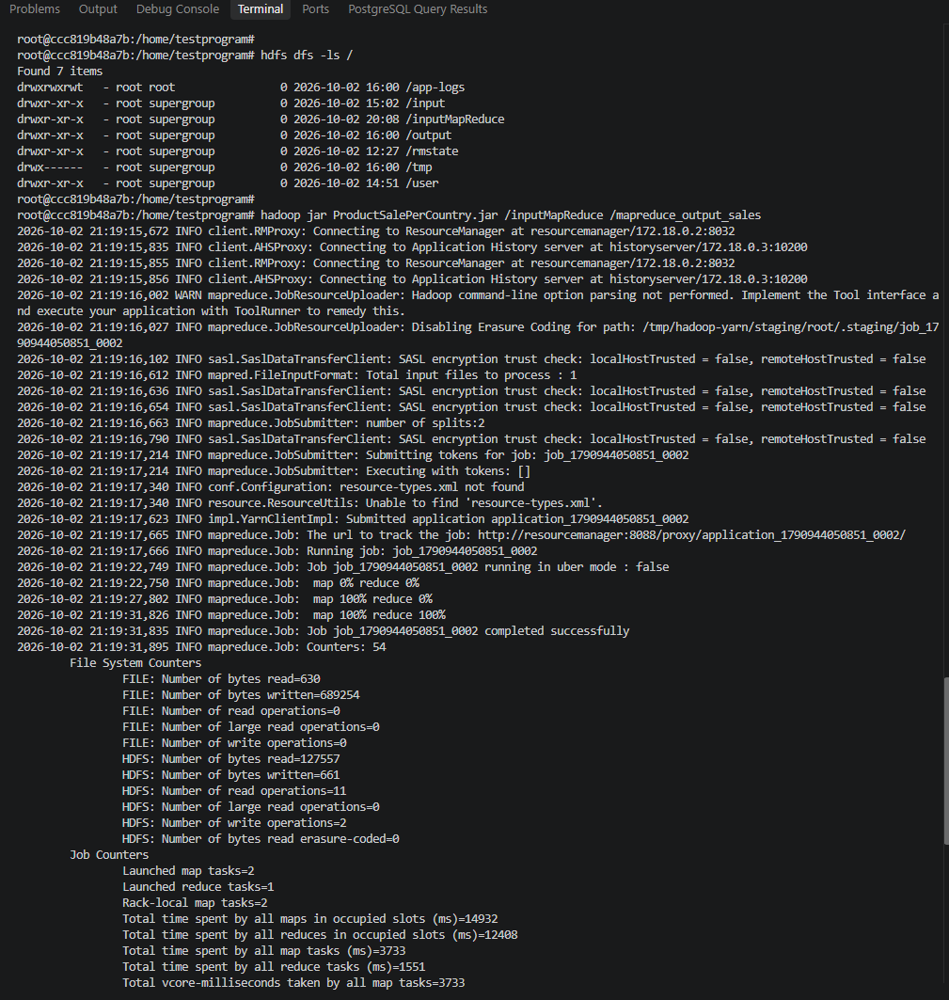 Problems Output Debug Console Terminal Ports PostgreSQL Query Results
root@ccc819b48a7b:/home/testprogram#
root@ccc819b48a7b:/home/testprogram# hdfs dfs -ls /
Found 7 items
drwxrwxrwt   - root root                0 2026-10-02 16:00 /app-logs
drwxr-xr-x   - root supergroup          0 2026-10-02 15:02 /input
drwxr-xr-x   - root supergroup          0 2026-10-02 20:08 /inputMapReduce
drwxr-xr-x   - root supergroup          0 2026-10-02 16:00 /output
drwxr-xr-x   - root supergroup          0 2026-10-02 12:27 /rmstate
drwx------   - root supergroup          0 2026-10-02 16:00 /tmp
drwxr-xr-x   - root supergroup          0 2026-10-02 14:51 /user
root@ccc819b48a7b:/home/testprogram#
root@ccc819b48a7b:/home/testprogram# hadoop jar ProductSalePerCountry.jar /inputMapReduce /mapreduce_output_sales
2026-10-02 21:19:15,672 INFO client.RMProxy: Connecting to ResourceManager at resourcemanager/172.18.0.2:8032
2026-10-02 21:19:15,835 INFO client.AHSProxy: Connecting to Application History server at historyserver/172.18.0.3:10200
2026-10-02 21:19:15,855 INFO client.RMProxy: Connecting to ResourceManager at resourcemanager/172.18.0.2:8032
2026-10-02 21:19:15,856 INFO client.AHSProxy: Connecting to Application History server at historyserver/172.18.0.3:10200
2026-10-02 21:19:16,002 WARN mapreduce.JobResourceUploader: Hadoop command-line option parsing not performed. Implement the Tool interface a
nd execute your application with ToolRunner to remedy this.
2026-10-02 21:19:16,027 INFO mapreduce.JobResourceUploader: Disabling Erasure Coding for path: /tmp/hadoop-yarn/staging/root/.staging/job_17
90944050851_0002
2026-10-02 21:19:16,102 INFO sasl.SaslDataTransferClient: SASL encryption trust check: localHostTrusted = false, remoteHostTrusted = false
2026-10-02 21:19:16,612 INFO mapred.FileInputFormat: Total input files to process : 1
2026-10-02 21:19:16,636 INFO sasl.SaslDataTransferClient: SASL encryption trust check: localHostTrusted = false, remoteHostTrusted = false
2026-10-02 21:19:16,654 INFO sasl.SaslDataTransferClient: SASL encryption trust check: localHostTrusted = false, remoteHostTrusted = false
2026-10-02 21:19:16,663 INFO mapreduce.JobSubmitter: number of splits:2
2026-10-02 21:19:16,790 INFO sasl.SaslDataTransferClient: SASL encryption trust check: localHostTrusted = false, remoteHostTrusted = false
2026-10-02 21:19:17,214 INFO mapreduce.JobSubmitter: Submitting tokens for job: job_1790944050851_0002
2026-10-02 21:19:17,214 INFO mapreduce.JobSubmitter: Executing with tokens: []
2026-10-02 21:19:17,340 INFO conf.Configuration: resource-types.xml not found
2026-10-02 21:19:17,340 INFO resource.ResourceUtils: Unable to find 'resource-types.xml'.
2026-10-02 21:19:17,623 INFO impl.YarnClientImpl: Submitted application application_1790944050851_0002
2026-10-02 21:19:17,665 INFO mapreduce.Job: The url to track the job: http://resourcemanager:8088/proxy/application_1790944050851_0002/
2026-10-02 21:19:17,666 INFO mapreduce.Job: Running job: job_1790944050851_0002
2026-10-02 21:19:22,749 INFO mapreduce.Job: Job job_1790944050851_0002 running in uber mode : false
2026-10-02 21:19:22,750 INFO mapreduce.Job:  map 0% reduce 0%
2026-10-02 21:19:27,802 INFO mapreduce.Job:  map 100% reduce 0%
2026-10-02 21:19:31,826 INFO mapreduce.Job:  map 100% reduce 100%
2026-10-02 21:19:31,835 INFO mapreduce.Job: Job job_1790944050851_0002 completed successfully
2026-10-02 21:19:31,895 INFO mapreduce.Job: Counters: 54
File System Counters
FILE: Number of bytes read=630
FILE: Number of bytes written=689254
FILE: Number of read operations=0
FILE: Number of large read operations=0
FILE: Number of write operations=0
HDFS: Number of bytes read=127557
HDFS: Number of bytes written=661
HDFS: Number of read operations=11
HDFS: Number of large read operations=0
HDFS: Number of write operations=2
HDFS: Number of bytes read erasure-coded=0
Job Counters
Launched map tasks=2
Launched reduce tasks=1
Rack-local map tasks=2
Total time spent by all maps in occupied slots (ms)=14932
Total time spent by all reduces in occupied slots (ms)=12408
Total time spent by all map tasks (ms)=3733
Total time spent by all reduce tasks (ms)=1551
Total vcore-milliseconds taken by all map tasks=3733